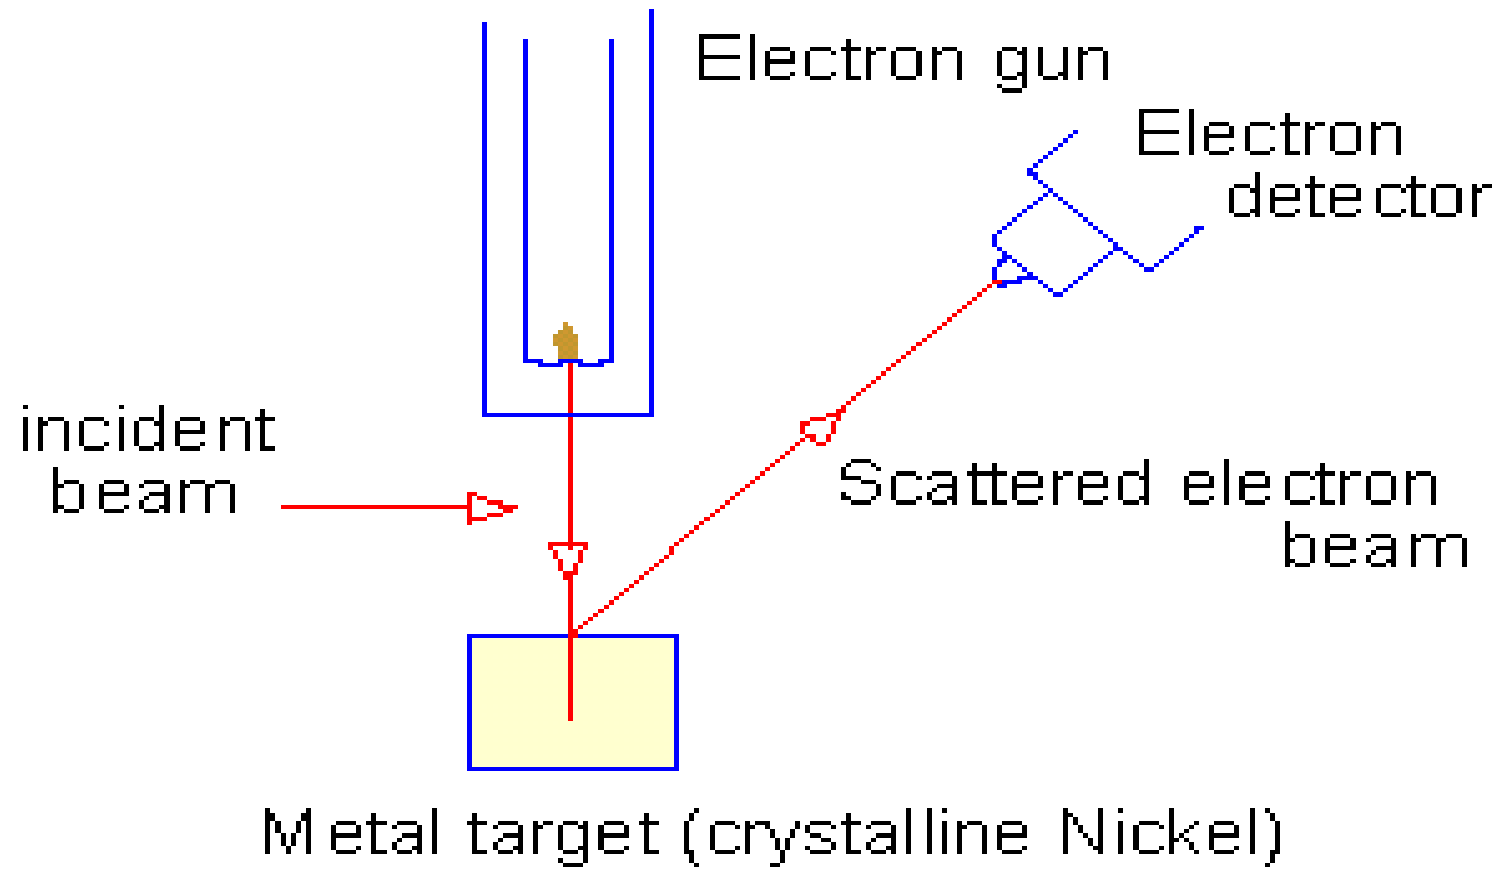 Electron gun
Electron
detector
incident
beam
Scattered electron
beam
Metal target (crystalline Nickel)